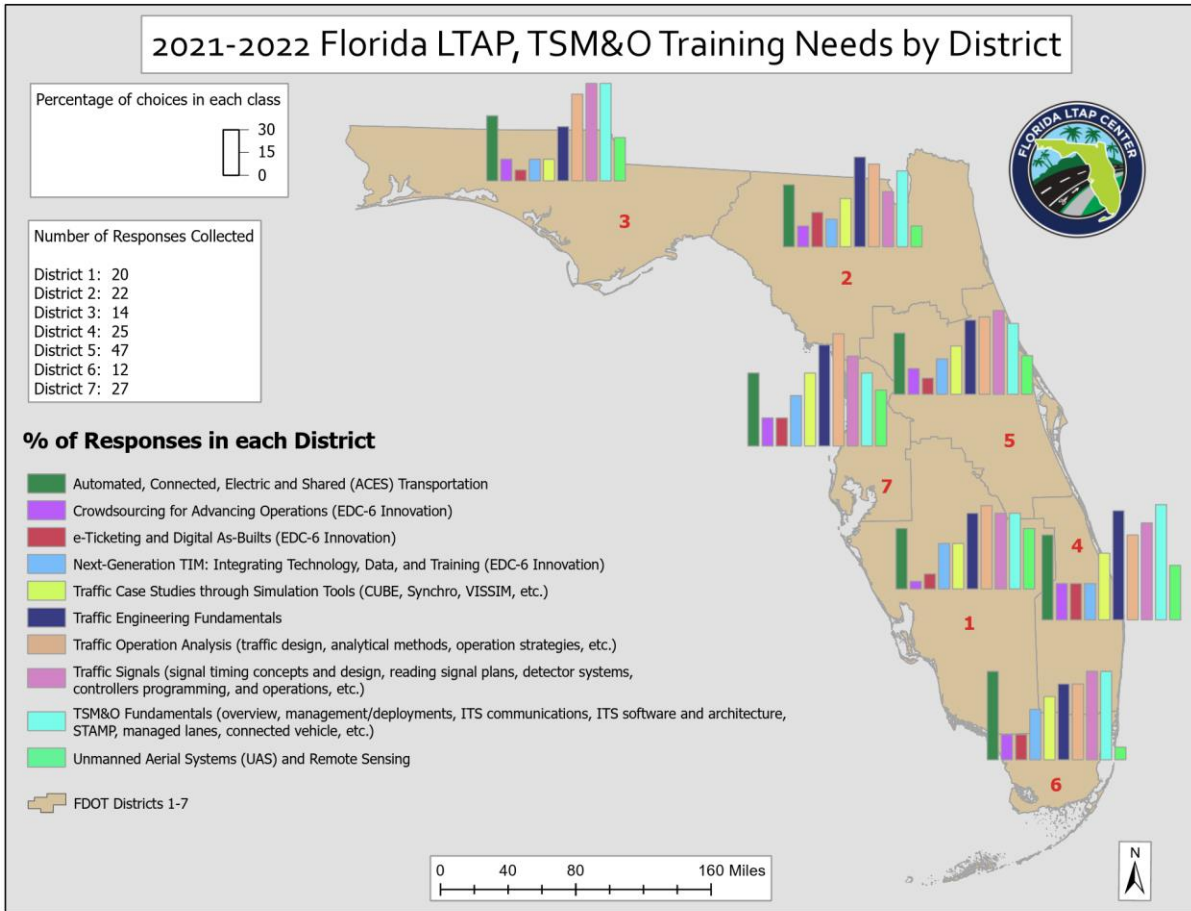 2021-2022 Florida LTAP, TSM&O Training Needs by District
Percentage of choices in each class
30
15
0
FLORIDA LTAP CENTER
Number of Responses Collected
District 1: 20
District 2: 22
District 3: 14
District 4: 25
District 5: 47
District 6: 12
District 7: 27
3
2
5
7
4
1
6
% of Responses in each District
Automated, Connected, Electric and Shared (ACES) Transportation
Crowdsourcing for Advancing Operations (EDC-6 Innovation)
e-Ticketing and Digital As-Builts (EDC-6 Innovation)
Next-Generation TIM: Integrating Technology, Data, and Training (EDC-6 Innovation)
Traffic Case Studies through Simulation Tools (CUBE, Synchro, VISSIM, etc.)
Traffic Engineering Fundamentals
Traffic Operation Analysis (traffic design, analytical methods, operation strategies, etc.)
Traffic Signals (signal timing concepts and design, reading signal plans, detector systems,
controllers programming, and operations, etc.)
TSM&O Fundamentals (overview, management/deployments, ITS communications, ITS software and architecture,
STAMP, managed lanes, connected vehicle, etc.)
Unmanned Aerial Systems (UAS) and Remote Sensing
FDOT Districts 1-7
0 40 80 160 Miles
N